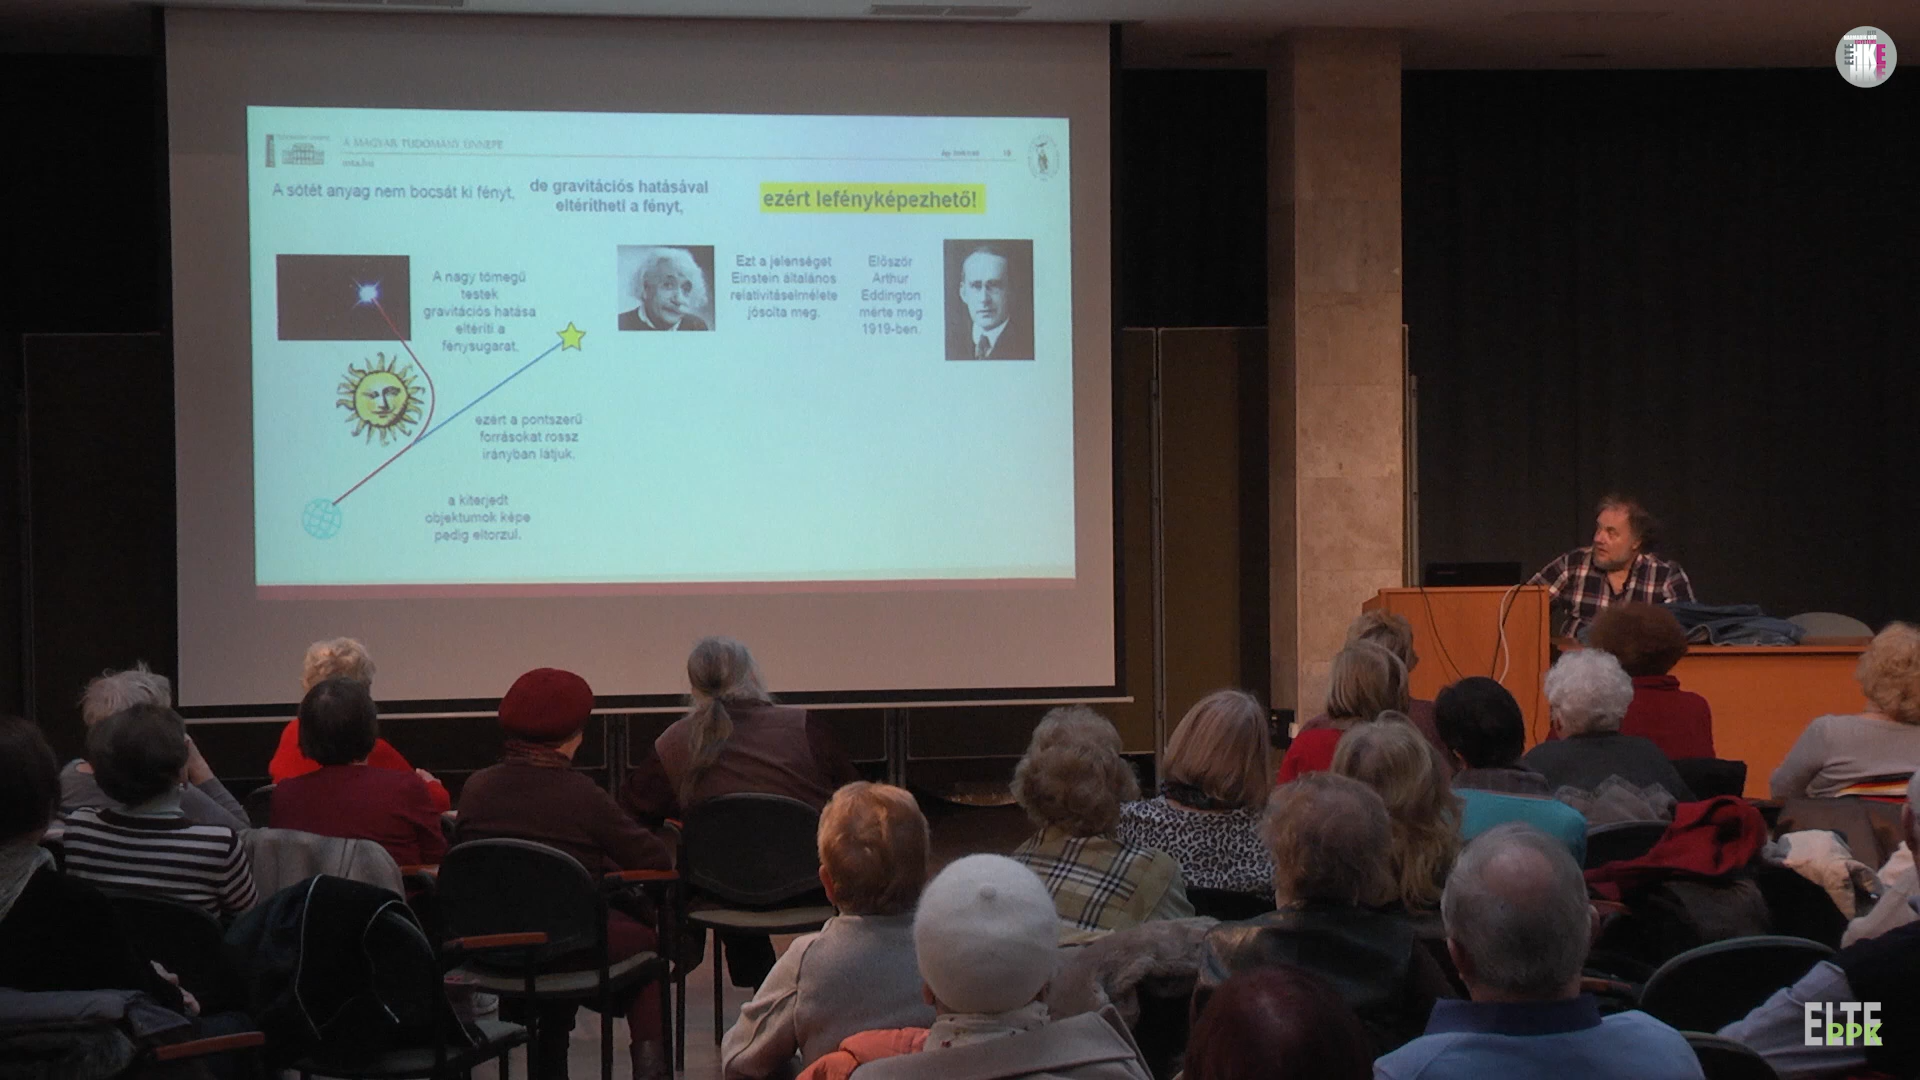 A MAGYAR TUDOMÁNY ÜNNEPE
mta.hu
A sötét anyag nem bocsát ki fényt,
de gravitációs hatásával
eltérítheti a fényt,
ezért lefényképezhető!
A nagy tömegű
testek
gravitációs hatása
eltéríti a
fénysugarat,
Ezt a jelenséget
Einstein általános
relativitáselmélete
jósolta meg.
Először
Arthur
Eddington
mérte meg
1919-ben.
ezért a pontszerű
forrásokat rossz
irányban látjuk,
a kiterjedt
objektumok képe
pedig eltorzul.
ELTE
PPK